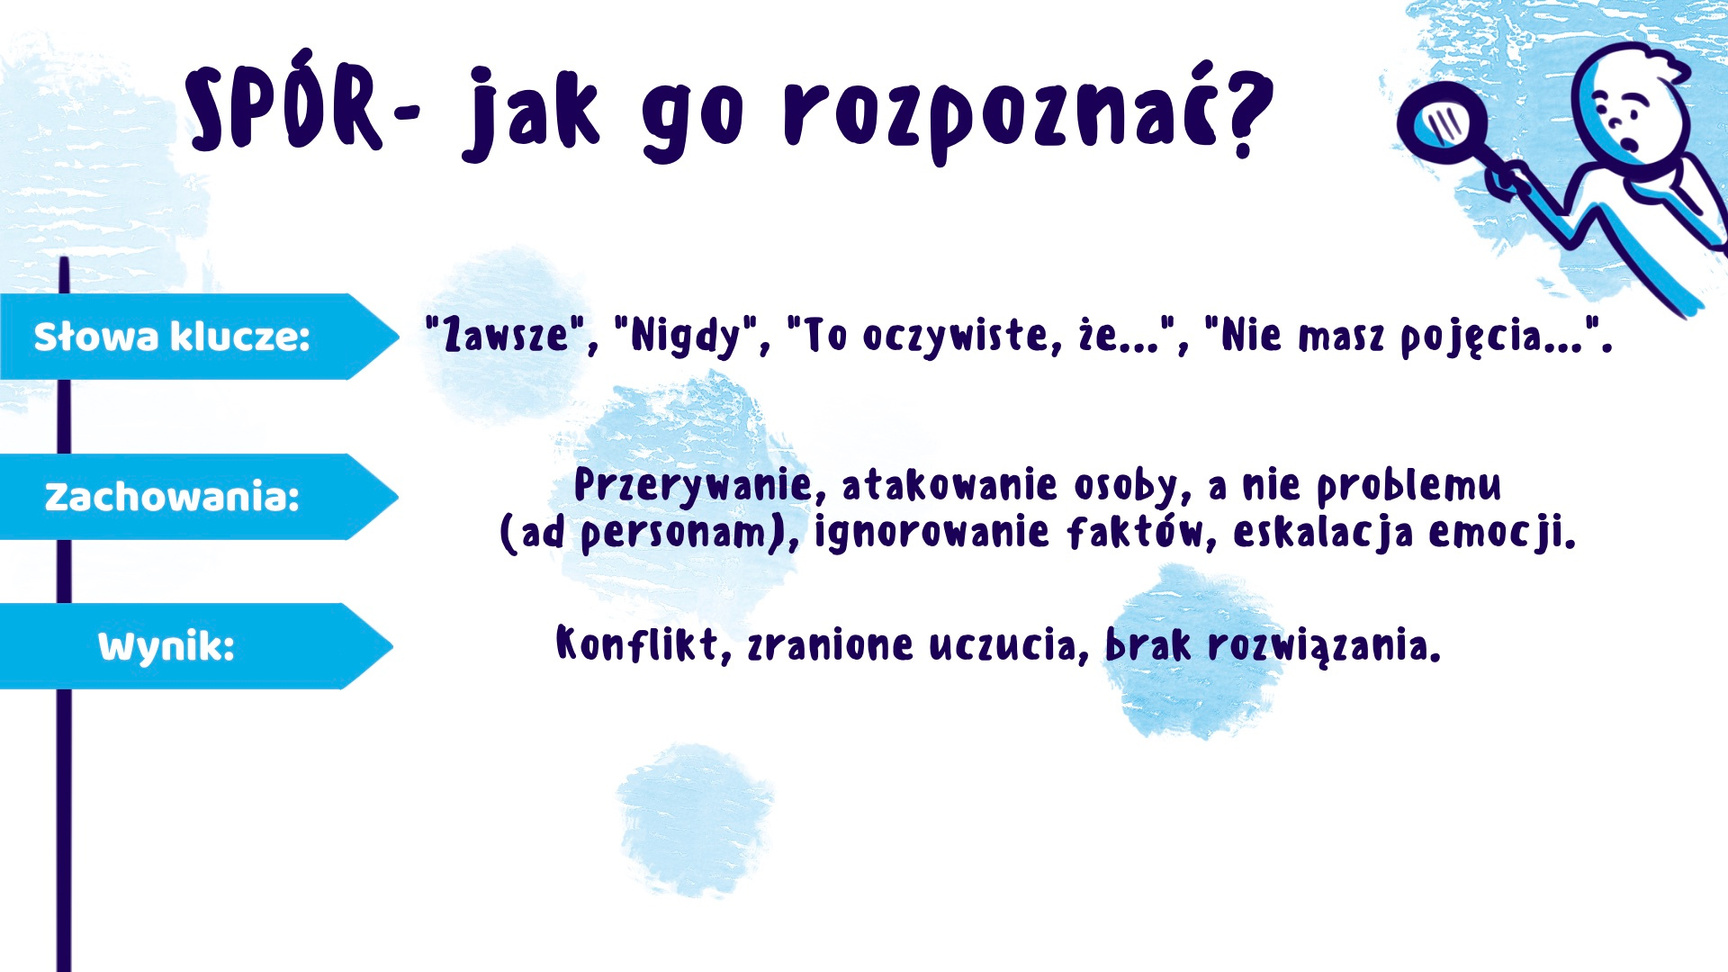 SPÓR- jak go rozpoznać?
Słowa klucze:
"Zawsze", "Nigdy", "To oczywiste, że...", "Nie masz pojęcia...".
Zachowania:
Przerywanie, atakowanie osoby, a nie problemu
(ad personam), ignorowanie faktów, eskalacja emocji.
Wynik:
Konflikt, zranione uczucia, brak rozwiązania.